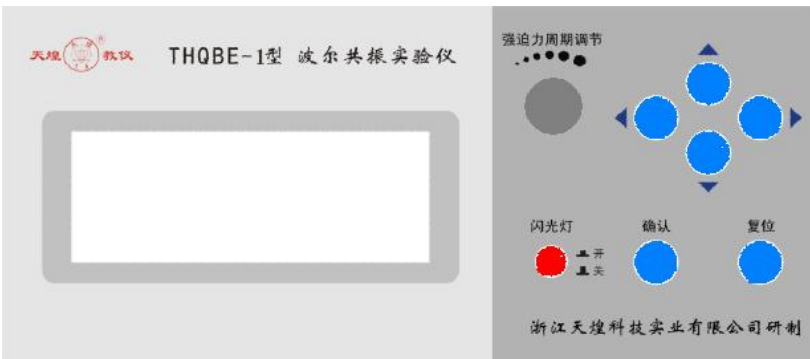 天煌教仪
THQBE-1型 波尔共振实验仪
强迫力周期调节
闪光灯
开
关
确认
复位
浙江天煌科技实业有限公司研制